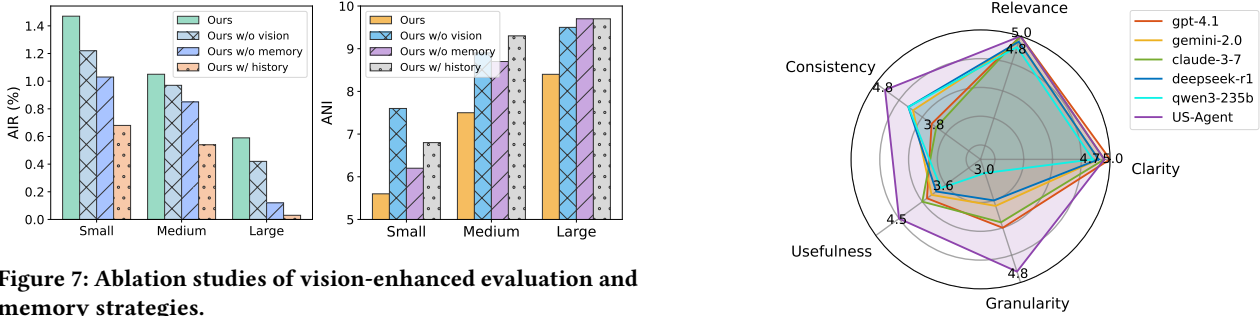 AIR (%)
1.4
1.2
1.0
0.8
0.6
0.4
0.2
0.0
Ours
Ours w/o vision
Ours w/o memory
Ours w/ history
Small
Medium
Large
ANI
10
9
8
7
6
5
Ours
Ours w/o vision
Ours w/o memory
Ours w/ history
Small
Medium
Large
Figure 7: Ablation studies of vision-enhanced evaluation and
memory strategies.
Relevance
5.0
4.8
Consistency
4.8
3.8
3.0
4.7
5.0
Clarity
3.6
4.5
Usefulness
4.8
Granularity
gpt-4.1
gemini-2.0
claude-3-7
deepseek-r1
qwen3-235b
US-Agent